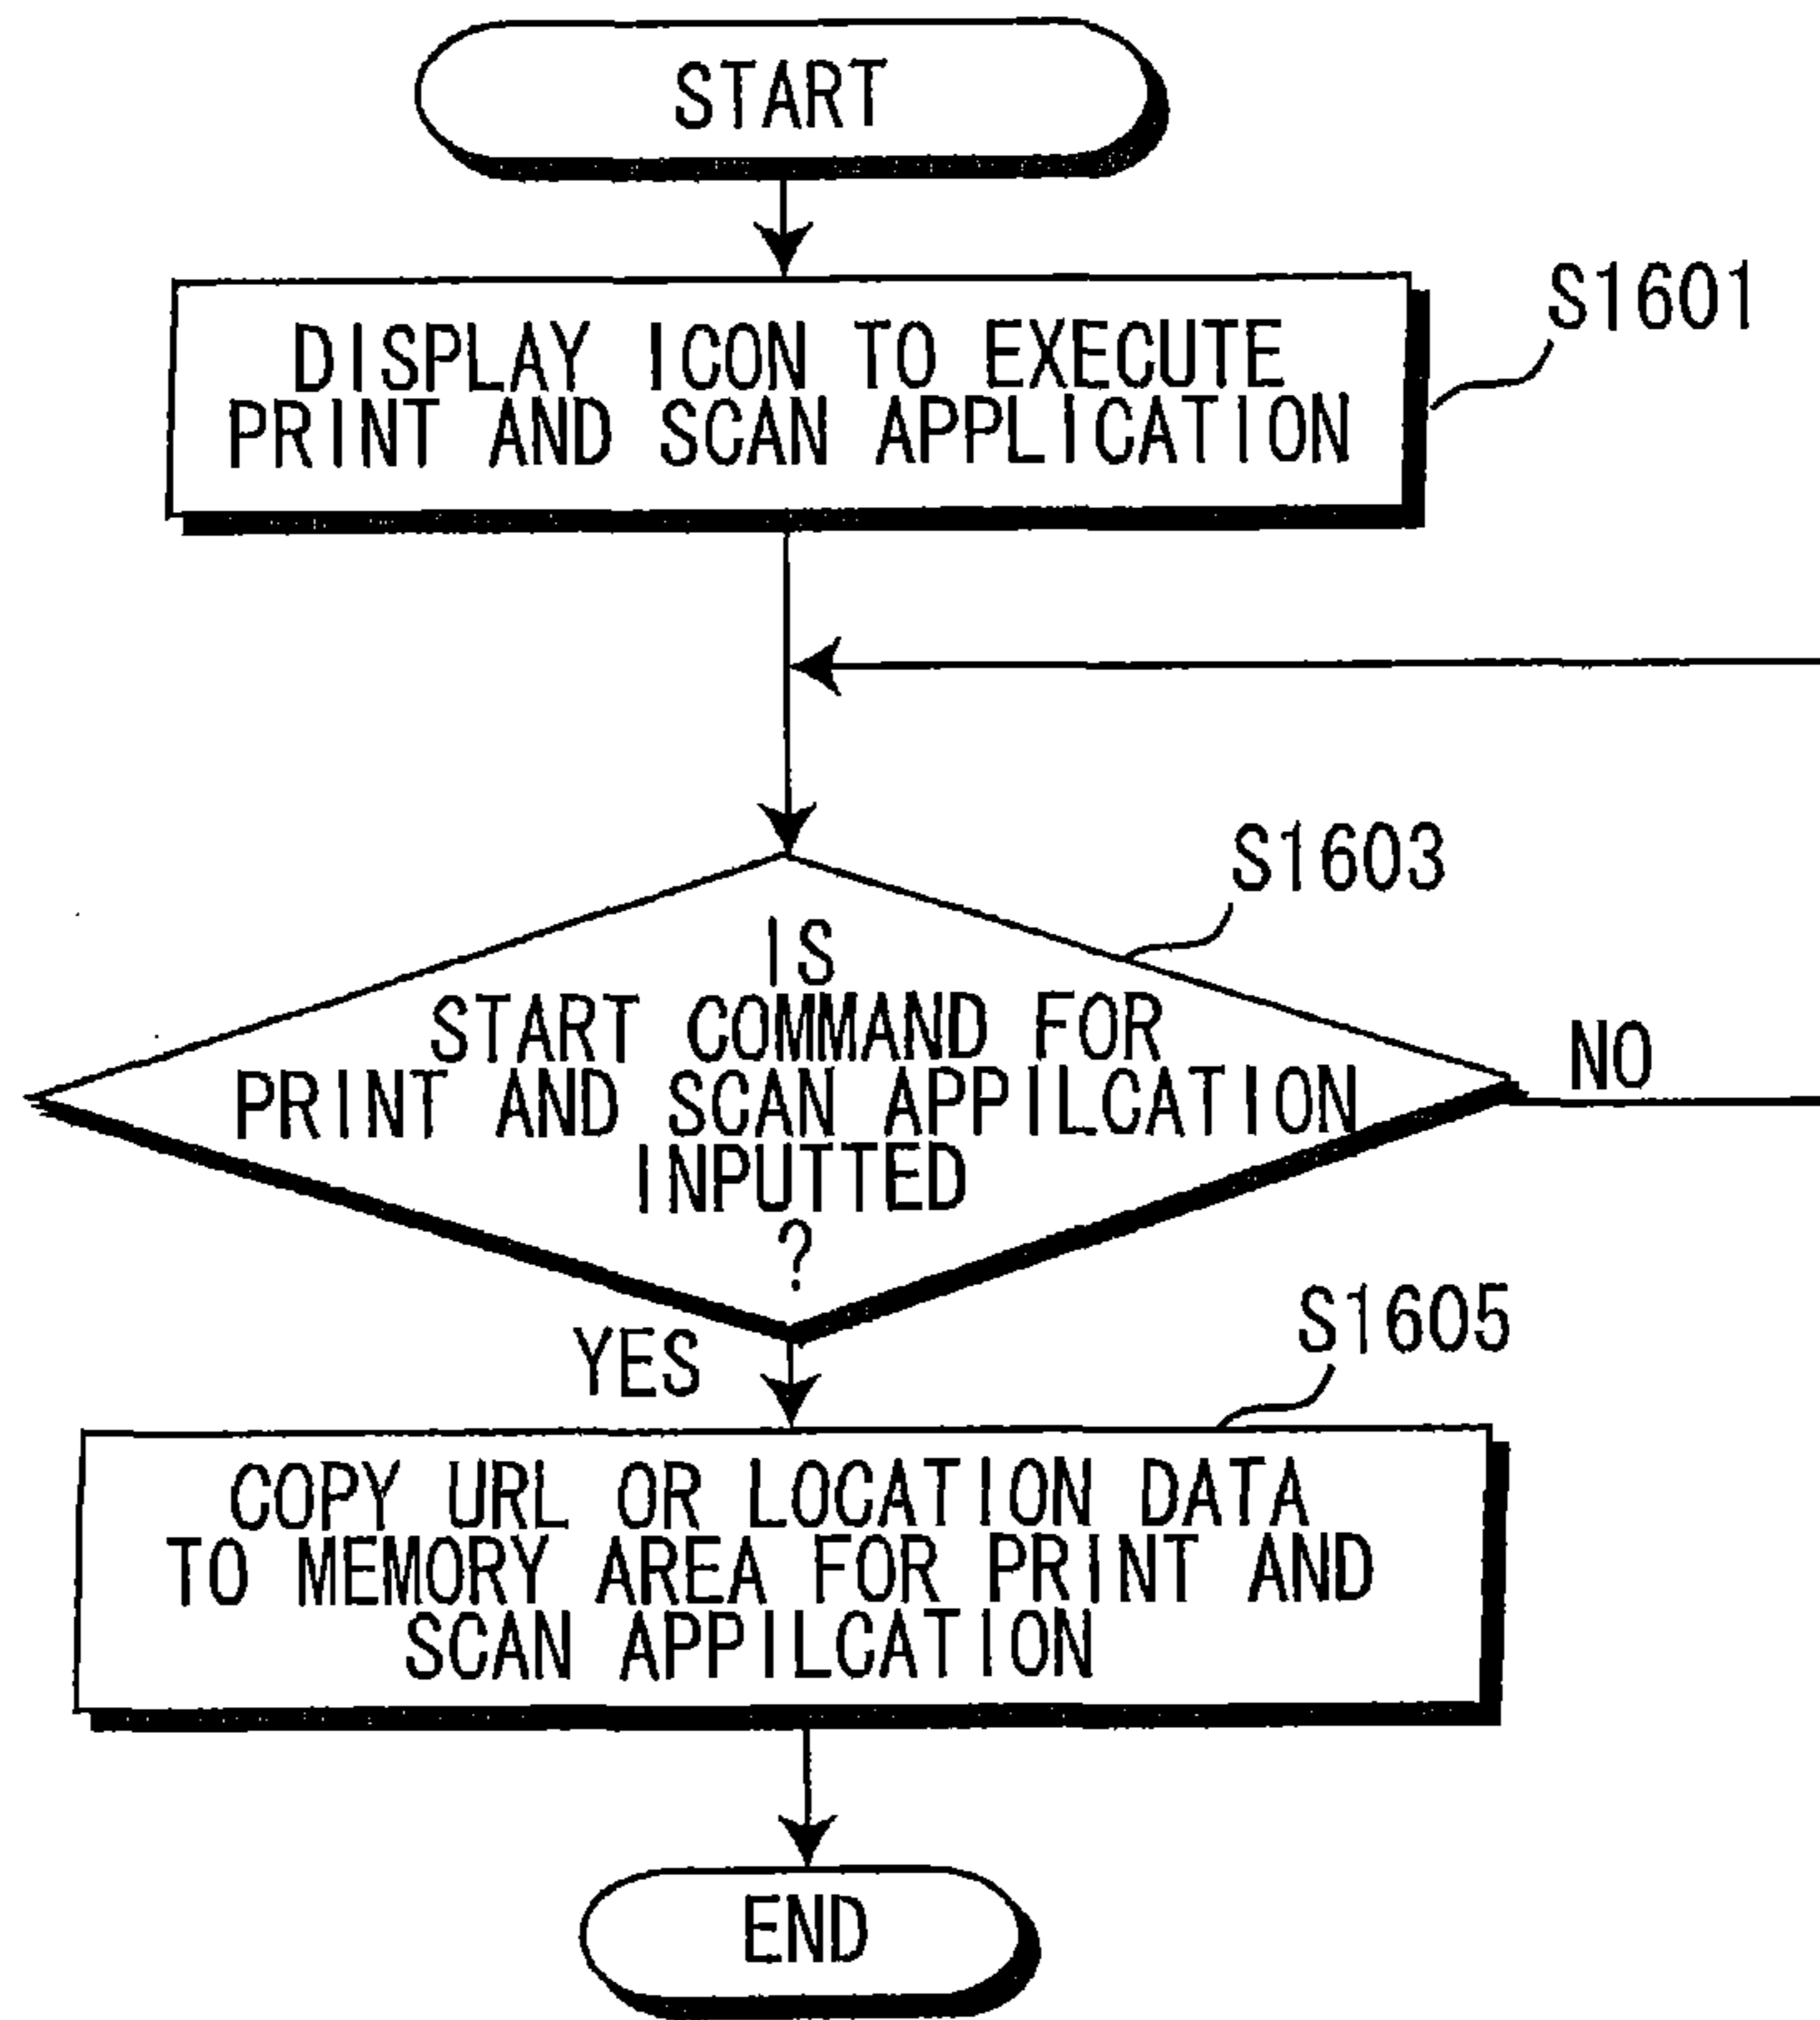 START
S1601
DISPLAY ICON TO EXECUTE
PRINT AND SCAN APPLICATION
S1603
IS
START COMMAND FOR
PRINT AND SCAN APPILCATION
INPUTTED
?
NO
YES
S1605
COPY URL OR LOCATION DATA
TO MEMORY AREA FOR PRINT AND
SCAN APPILCATION
END